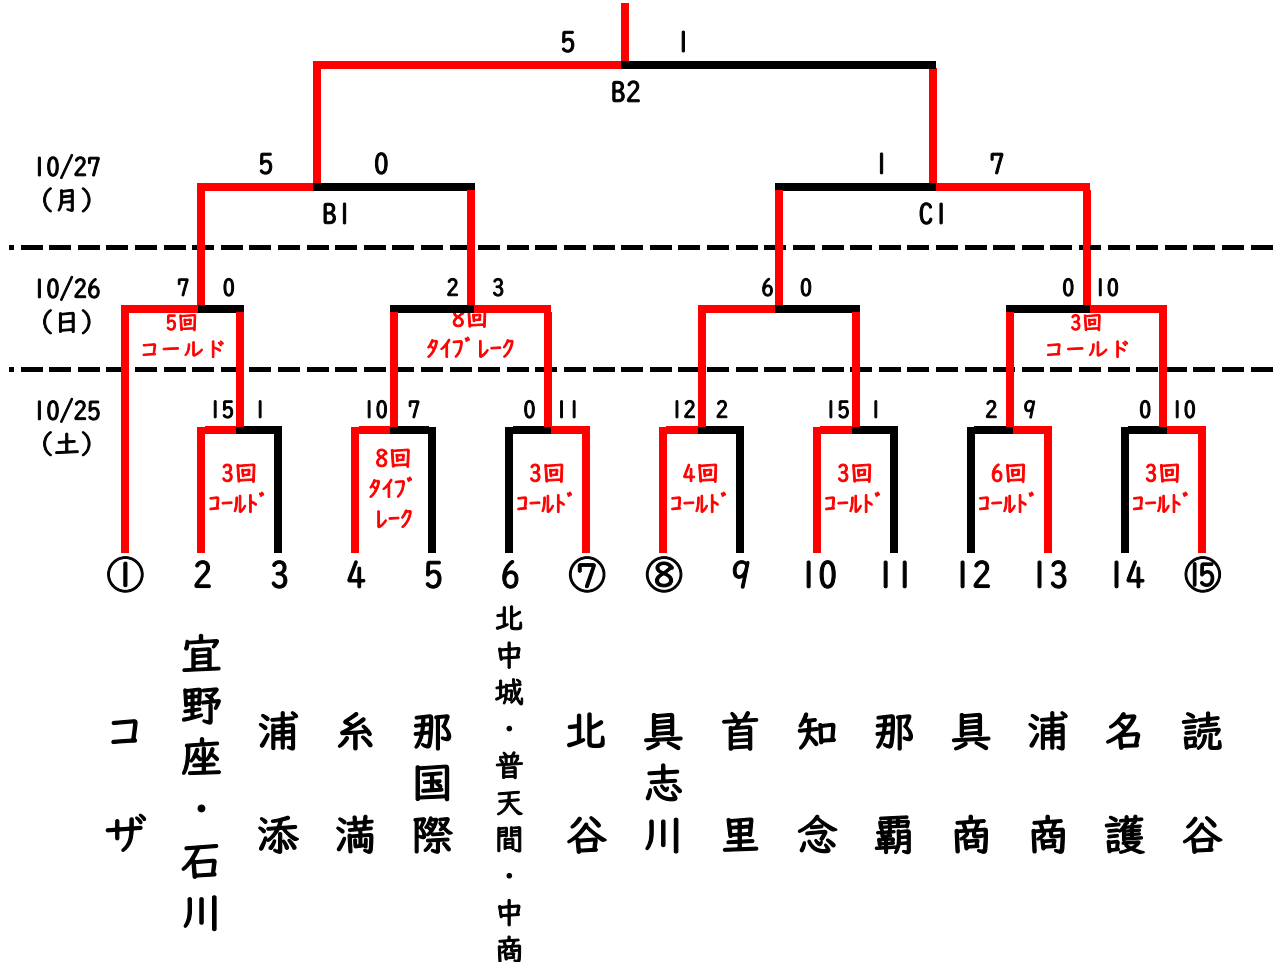 5 1
B2
10/27
（月）
5 0 1 7
B1 C1
10/26
（日）
7 0 2 3 6 0 0 10
5回
コールド
8回
タイブレーク
3回
コールド
10/25
（土）
15 1 10 7 0 11 12 2 15 1 2 9 0 10
3回
コールド
8回
タイブ
レーク
3回
コールド
4回
コールド
3回
コールド
6回
コールド
3回
コールド
① 2 3 4 5 6 ⑦ ⑧ 9 10 11 12 13 14 ⑮
コザ
宜野座・石川
浦添
糸満
那国際
北中城・普天間・中商
北谷
具志川
首里
知念
那覇
具商
浦商
名護
読谷